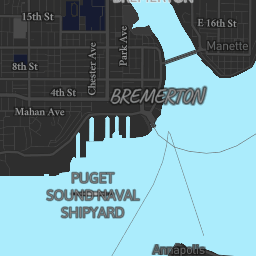 BREMERTON
15th St
E 16th St
Manette
Park Ave
Chester Ave
8th St
4th St
BREMERTON
Mahan Ave
PUGET
SOUND NAVAL
SHIPYARD
Annapolis